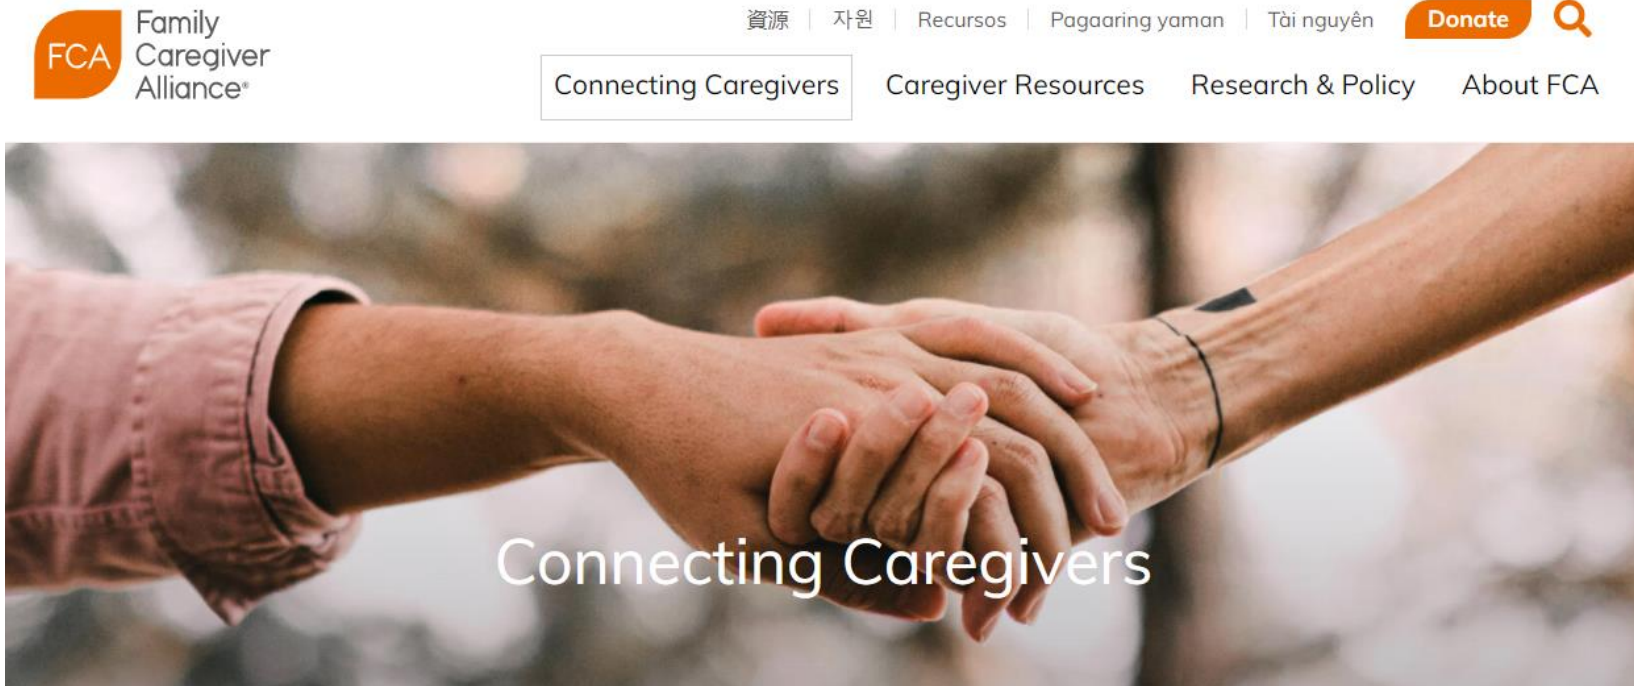 FCA
Family
Caregiver
Alliance®
資源 자원 Recursos Pagaaring yaman Tài nguyên Donate
Connecting Caregivers Caregiver Resources Research & Policy About FCA
Connecting Caregivers